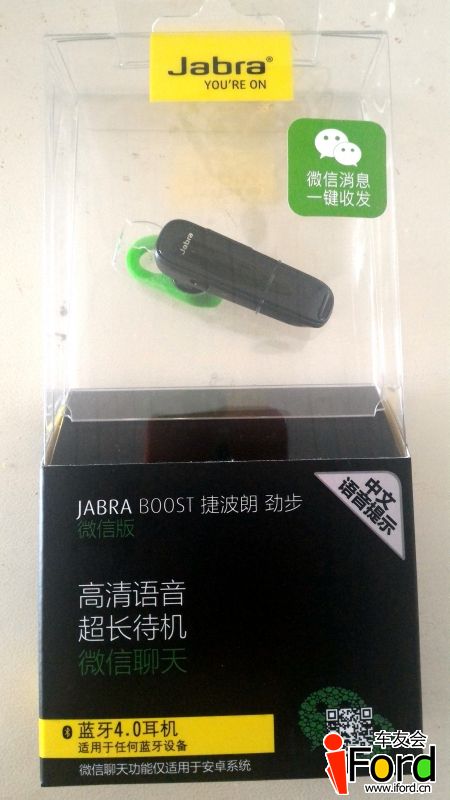 Jabra®
YOU'RE ON
微信消息
一键收发
Jabra
JABRA BOOST 捷波朗 劲步
微信版
中文
语音提示
高清语音
超长待机
微信聊天
蓝牙4.0耳机
适用于任何蓝牙设备
微信聊天功能仅适用于安卓系统
车友会
iFord
www.iford.cn